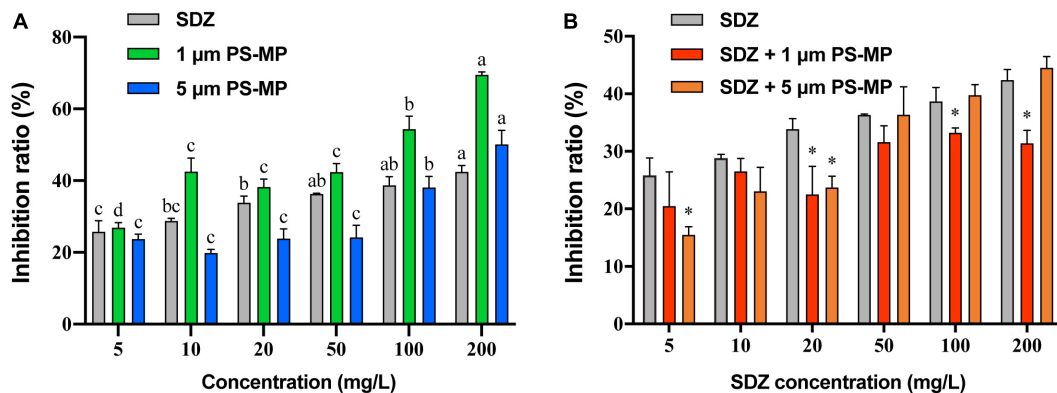 A
SDZ
1 μm PS-MP
5 μm PS-MP
Inhibition ratio (%)
80
60
40
20
0
c d c
bc c c
b c c
ab c c
ab b b
a a a
5 10 20 50 100 200
Concentration (mg/L)
B
SDZ
SDZ + 1 μm PS-MP
SDZ + 5 μm PS-MP
Inhibition ratio (%)
50
40
30
20
10
0
*
* *
*
*
5 10 20 50 100 200
SDZ concentration (mg/L)